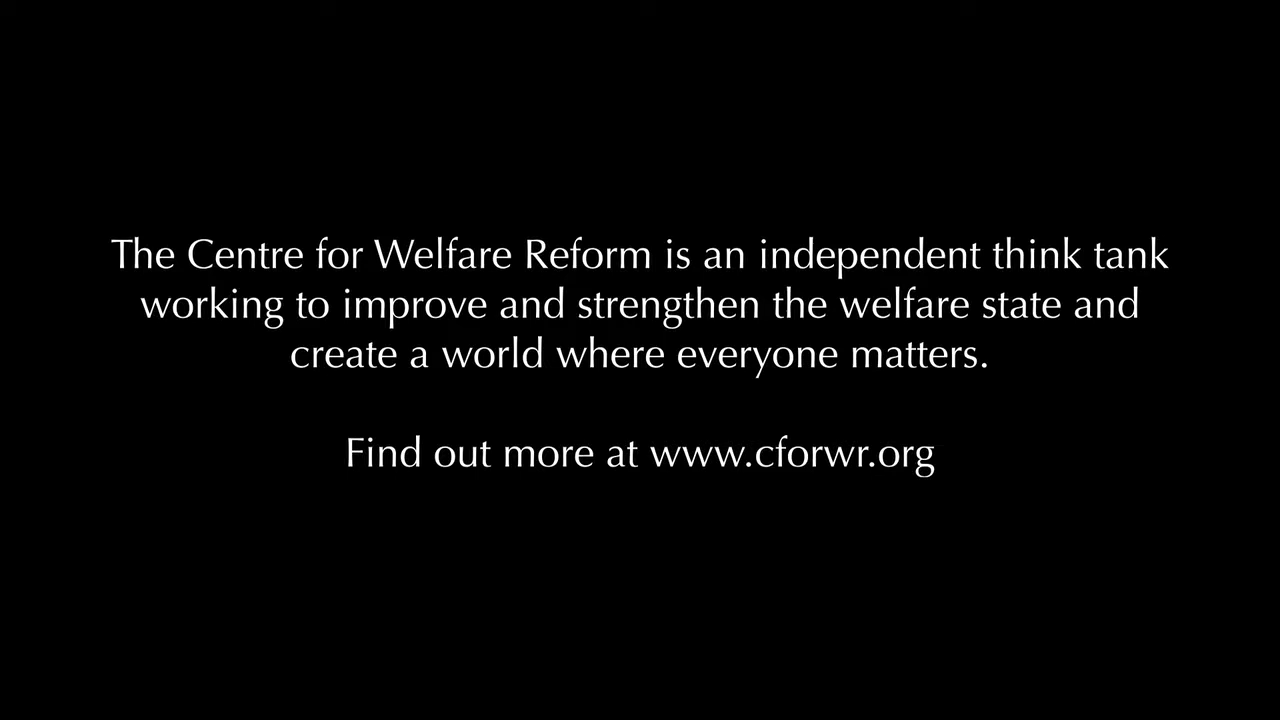 The Centre for Welfare Reform is an independent think tank
working to improve and strengthen the welfare state and
create a world where everyone matters.
Find out more at www.cforwr.org